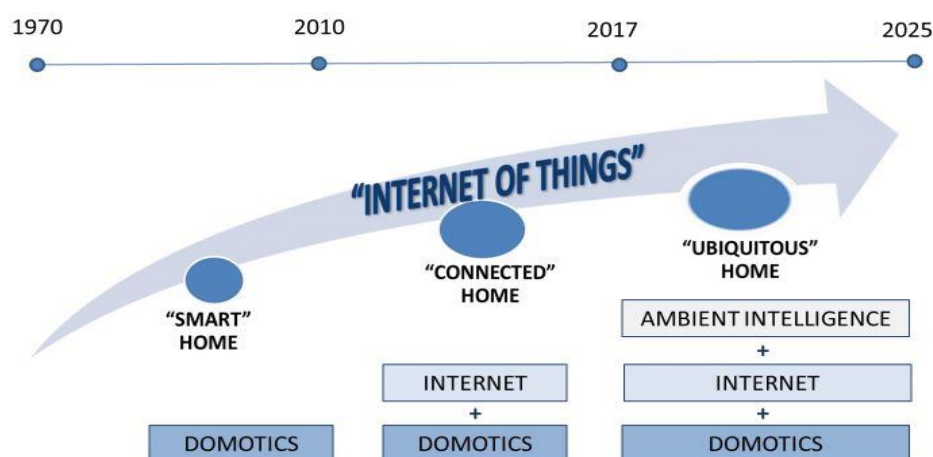 1970 2010 2017 2025
“INTERNET OF THINGS”
“SMART”
HOME
“CONNECTED”
HOME
“UBIQUITOUS”
HOME
AMBIENT INTELLIGENCE
+
INTERNET
INTERNET
+
+
DOMOTICS
DOMOTICS
DOMOTICS